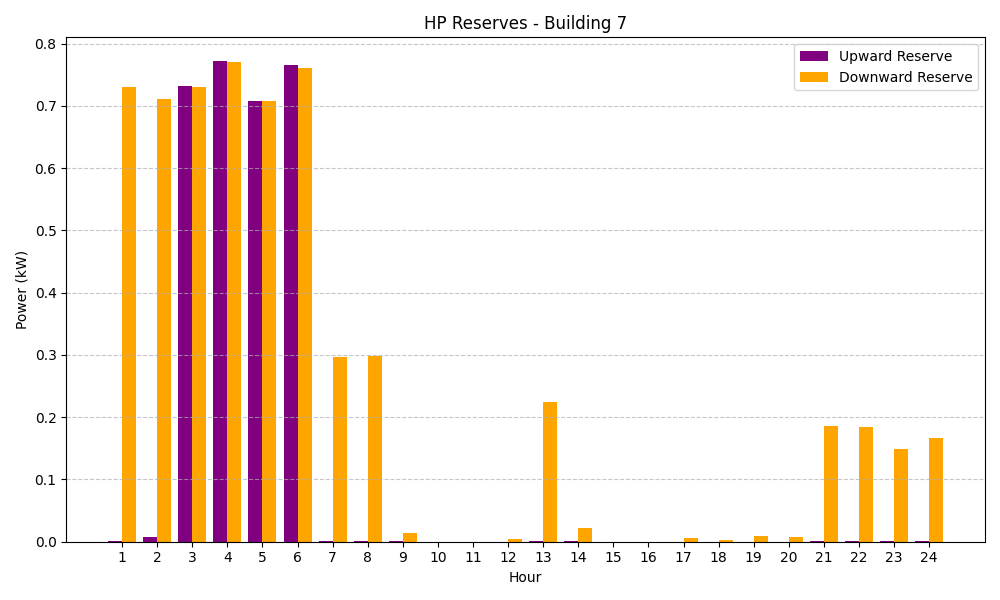 HP Reserves - Building 7
Upward Reserve
Downward Reserve
Power (kW)
0.8
0.7
0.6
0.5
0.4
0.3
0.2
0.1
0.0
1 2 3 4 5 6 7 8 9 10 11 12 13 14 15 16 17 18 19 20 21 22 23 24
Hour